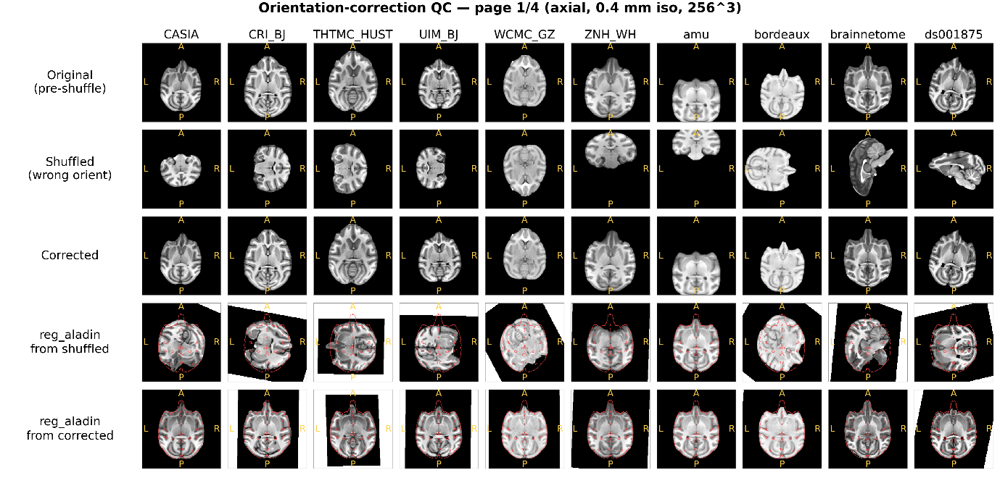 Orientation-correction QC — page 1/4 (axial, 0.4 mm iso, 256^3)
CASIA CRI_BJ THTMC_HUST UIM_BJ WCMC_GZ ZNH_WH amu bordeaux brainnetome ds001875
A A A A A A A A A A
Original
(pre-shuffle)
L R L R L R L R L R L R L R L R L R L R
P P P P P P P P P P
A A A A A A A A A A
Shuffled
(wrong orient)
L R L R L R L R L R L R L R L R L R L R
P P P P P P P P P P
A A A A A A A A A A
Corrected
L R L R L R L R L R L R L R L R L R L R
P P P P P P P P P P
A A A A A A A A A A
reg_aladin
from shuffled
L R L R L R L R L R L R L R L R L R L R
P P P P P P P P P P
A A A A A A A A A A
reg_aladin
from corrected
L R L R L R L R L R L R L R L R L R L R
P P P P P P P P P P